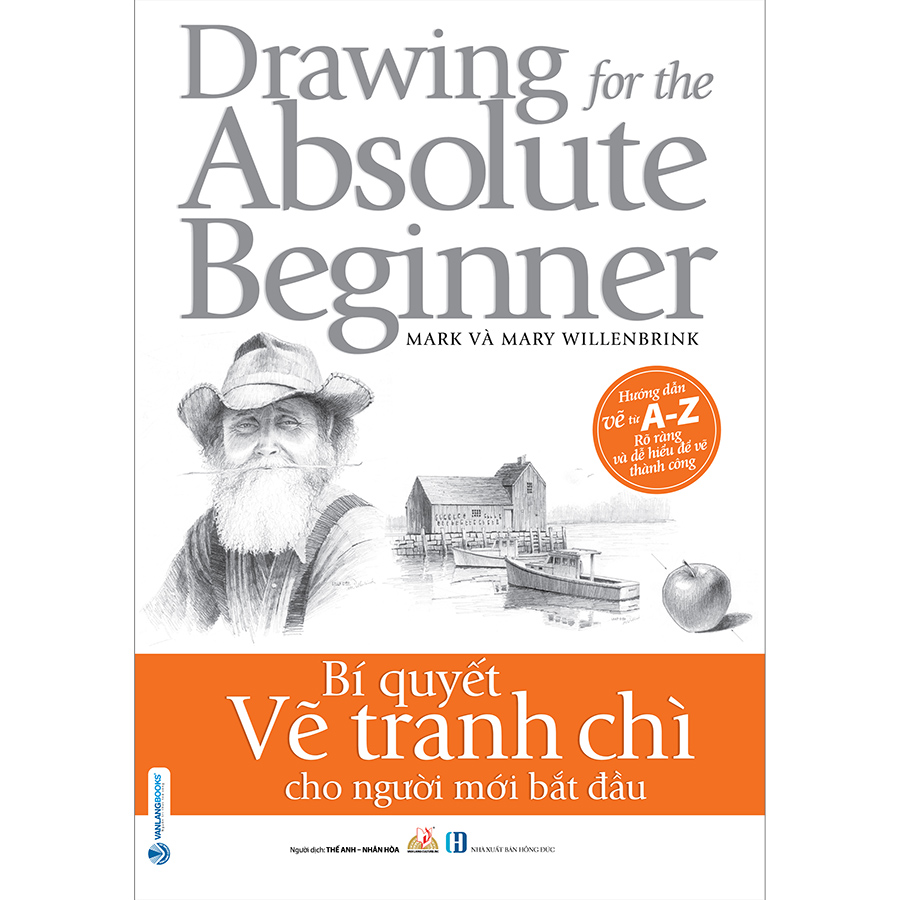 Drawing for the
Absolute
Beginner
MARK VÀ MARY WILLENBRINK
Hướng dẫn
vẽ từ A-Z
Rõ ràng
và dễ hiểu để vẽ
thành công
Bí quyết
Vẽ tranh chì
cho người mới bắt đầu
VANLANGBOOKS
Người dịch: THẾ ANH – NHÂN HÒA
NHÀ XUẤT BẢN HỒNG ĐỨC